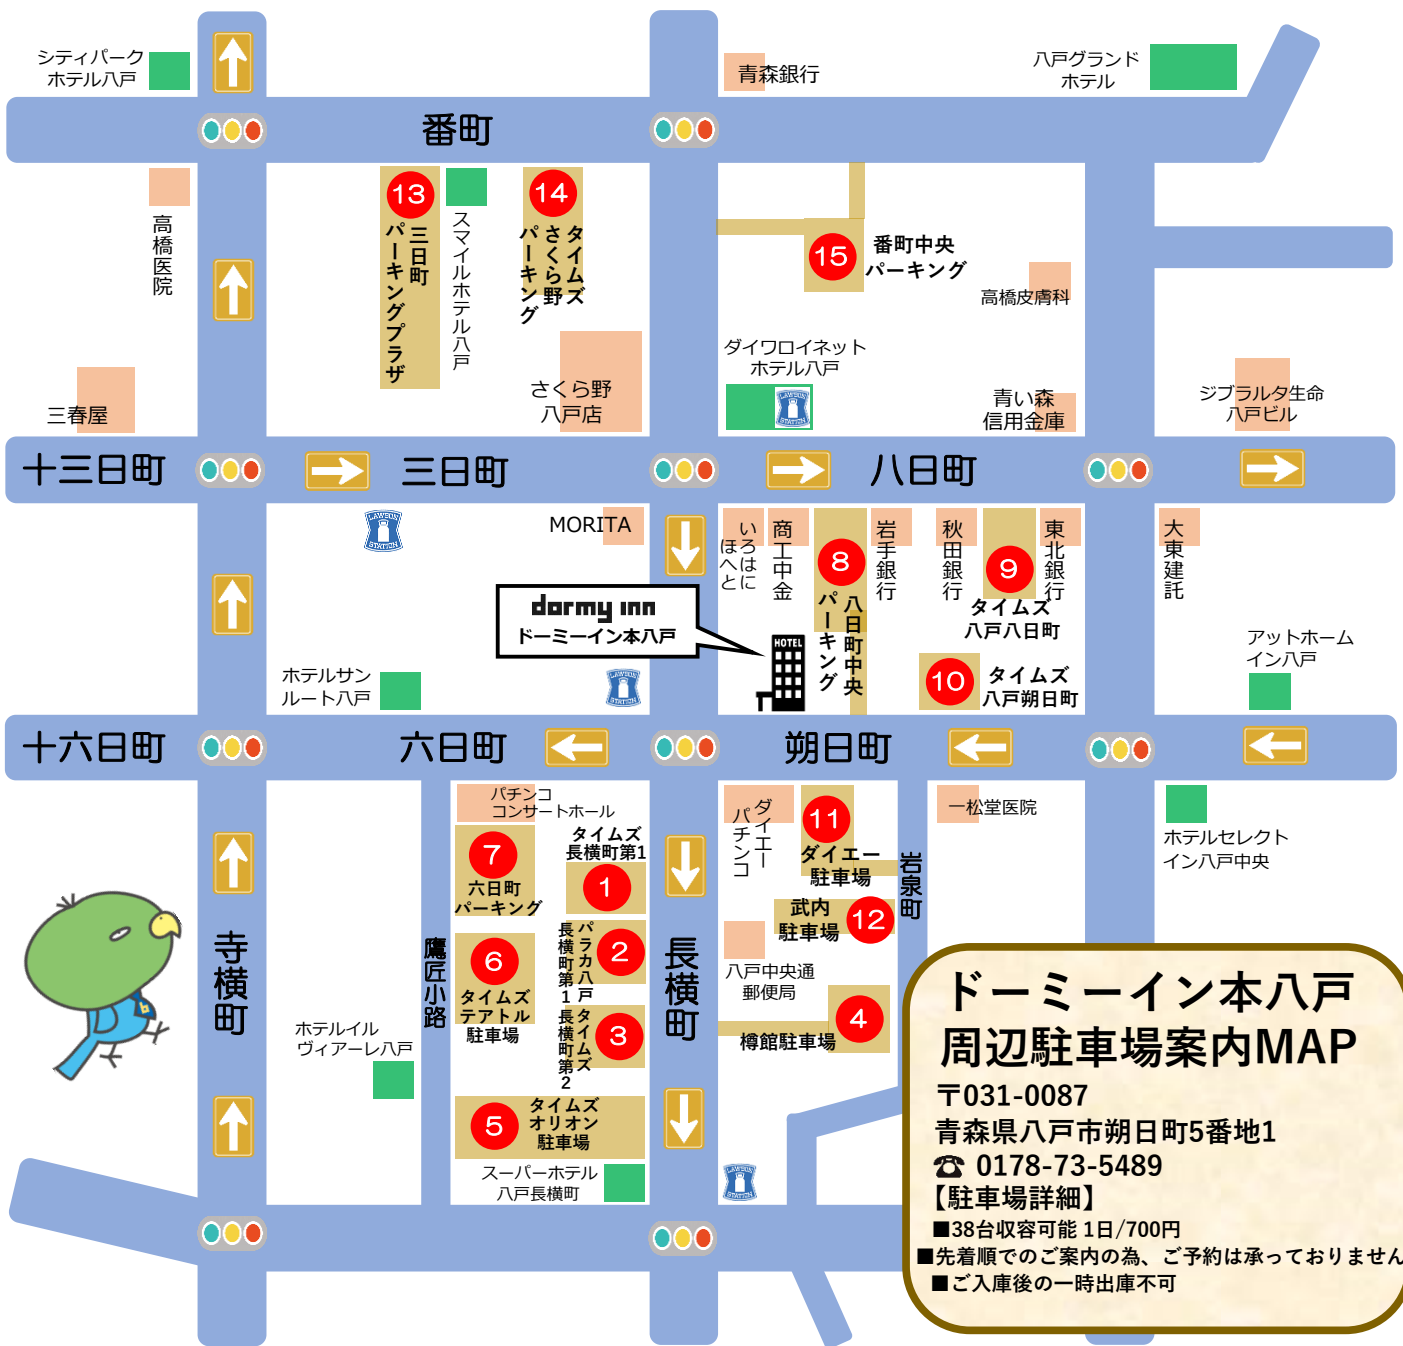 シティパーク
ホテル八戸
青森銀行
八戸グランド
ホテル
番町
高橋医院
13
三日町
パーキングプラザ
スマイルホテル八戸
14
タイムズ
さくら野
パーキング
15
番町中央
パーキング
高橋皮膚科
三春屋
さくら野
八戸店
ダイワロイネット
ホテル八戸
LAWSON
STATION
青い森
信用金庫
ジブラルタ生命
八戸ビル
十三日町
三日町
八日町
LAWSON
STATION
MORITA
いろはに
ほへと
商工中金
8
八日町中央
パーキング
岩手銀行
秋田銀行
9
タイムズ
八戸八日町
東北銀行
大東建託
dormy inn
ドーミーイン本八戸
HOTEL
ホテルサン
ルート八戸
LAWSON
STATION
10
タイムズ
八戸朔日町
アットホーム
イン八戸
十六日町
六日町
朔日町
パチンコ
コンサートホール
7
六日町
パーキング
タイムズ
長横町第1
1
ダイエー
パチンコ
11
ダイエー
駐車場
一松堂医院
ホテルセレクト
イン八戸中央
岩泉町
寺横町
鷹匠小路
6
タイムズ
テアトル
駐車場
2
パラカ八戸
長横町第1
3
タイムズ
長横町第2
長横町
12
武内
駐車場
八戸中央通
郵便局
4
樽館駐車場
ホテルイル
ヴィアーレ八戸
5
タイムズ
オリオン
駐車場
スーパーホテル
八戸長横町
LAWSON
STATION
ドーミーイン本八戸
周辺駐車場案内MAP
〒031-0087
青森県八戸市朔日町5番地1
☎ 0178-73-5489
【駐車場詳細】
■38台収容可能 1日/700円
■先着順でのご案内の為、ご予約は承っておりません
■ご入庫後の一時出庫不可